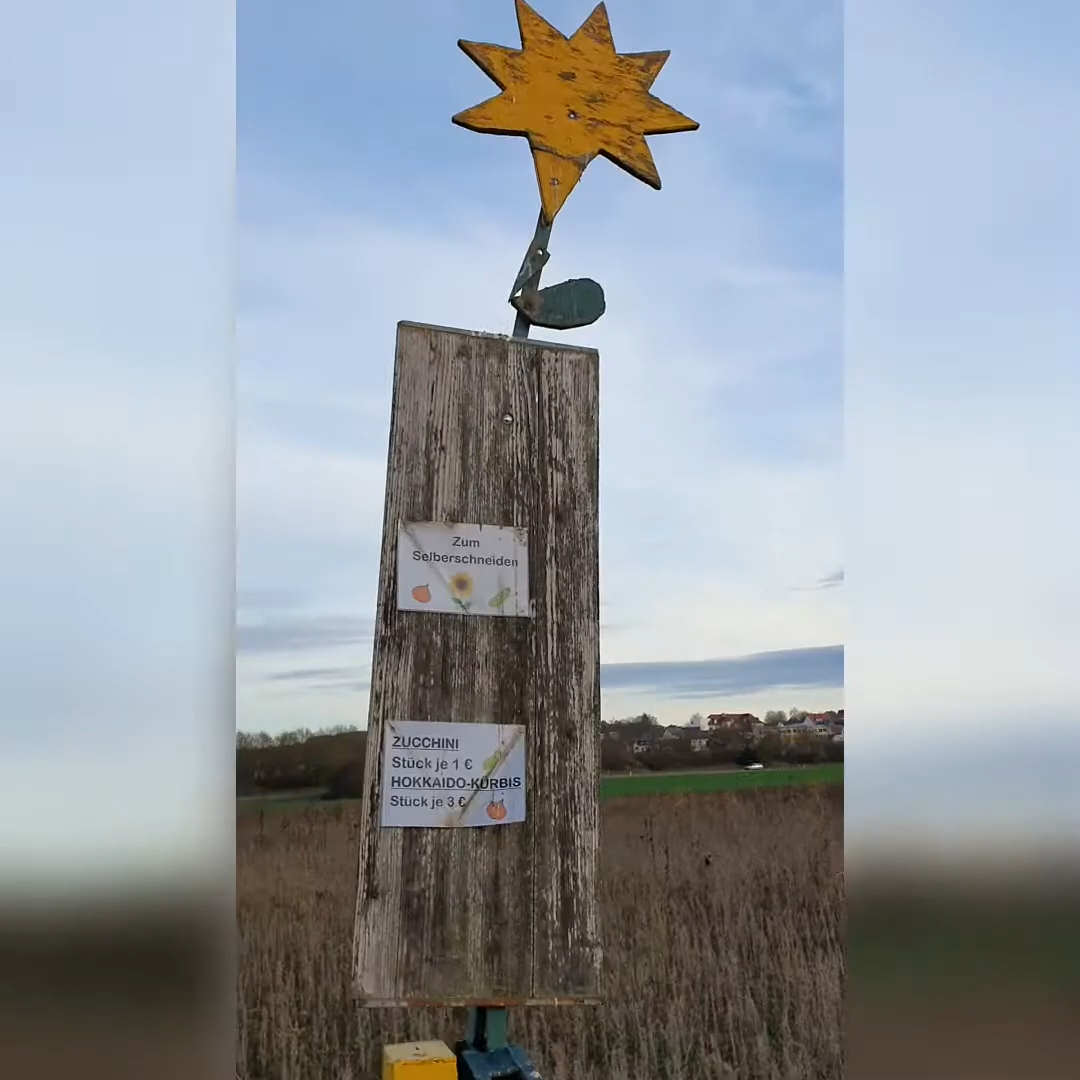 Zum
Selberschneiden
ZUCCHINI
Stück je 1 €
HOKKAIDO-KÜRBIS
Stück je 3 €